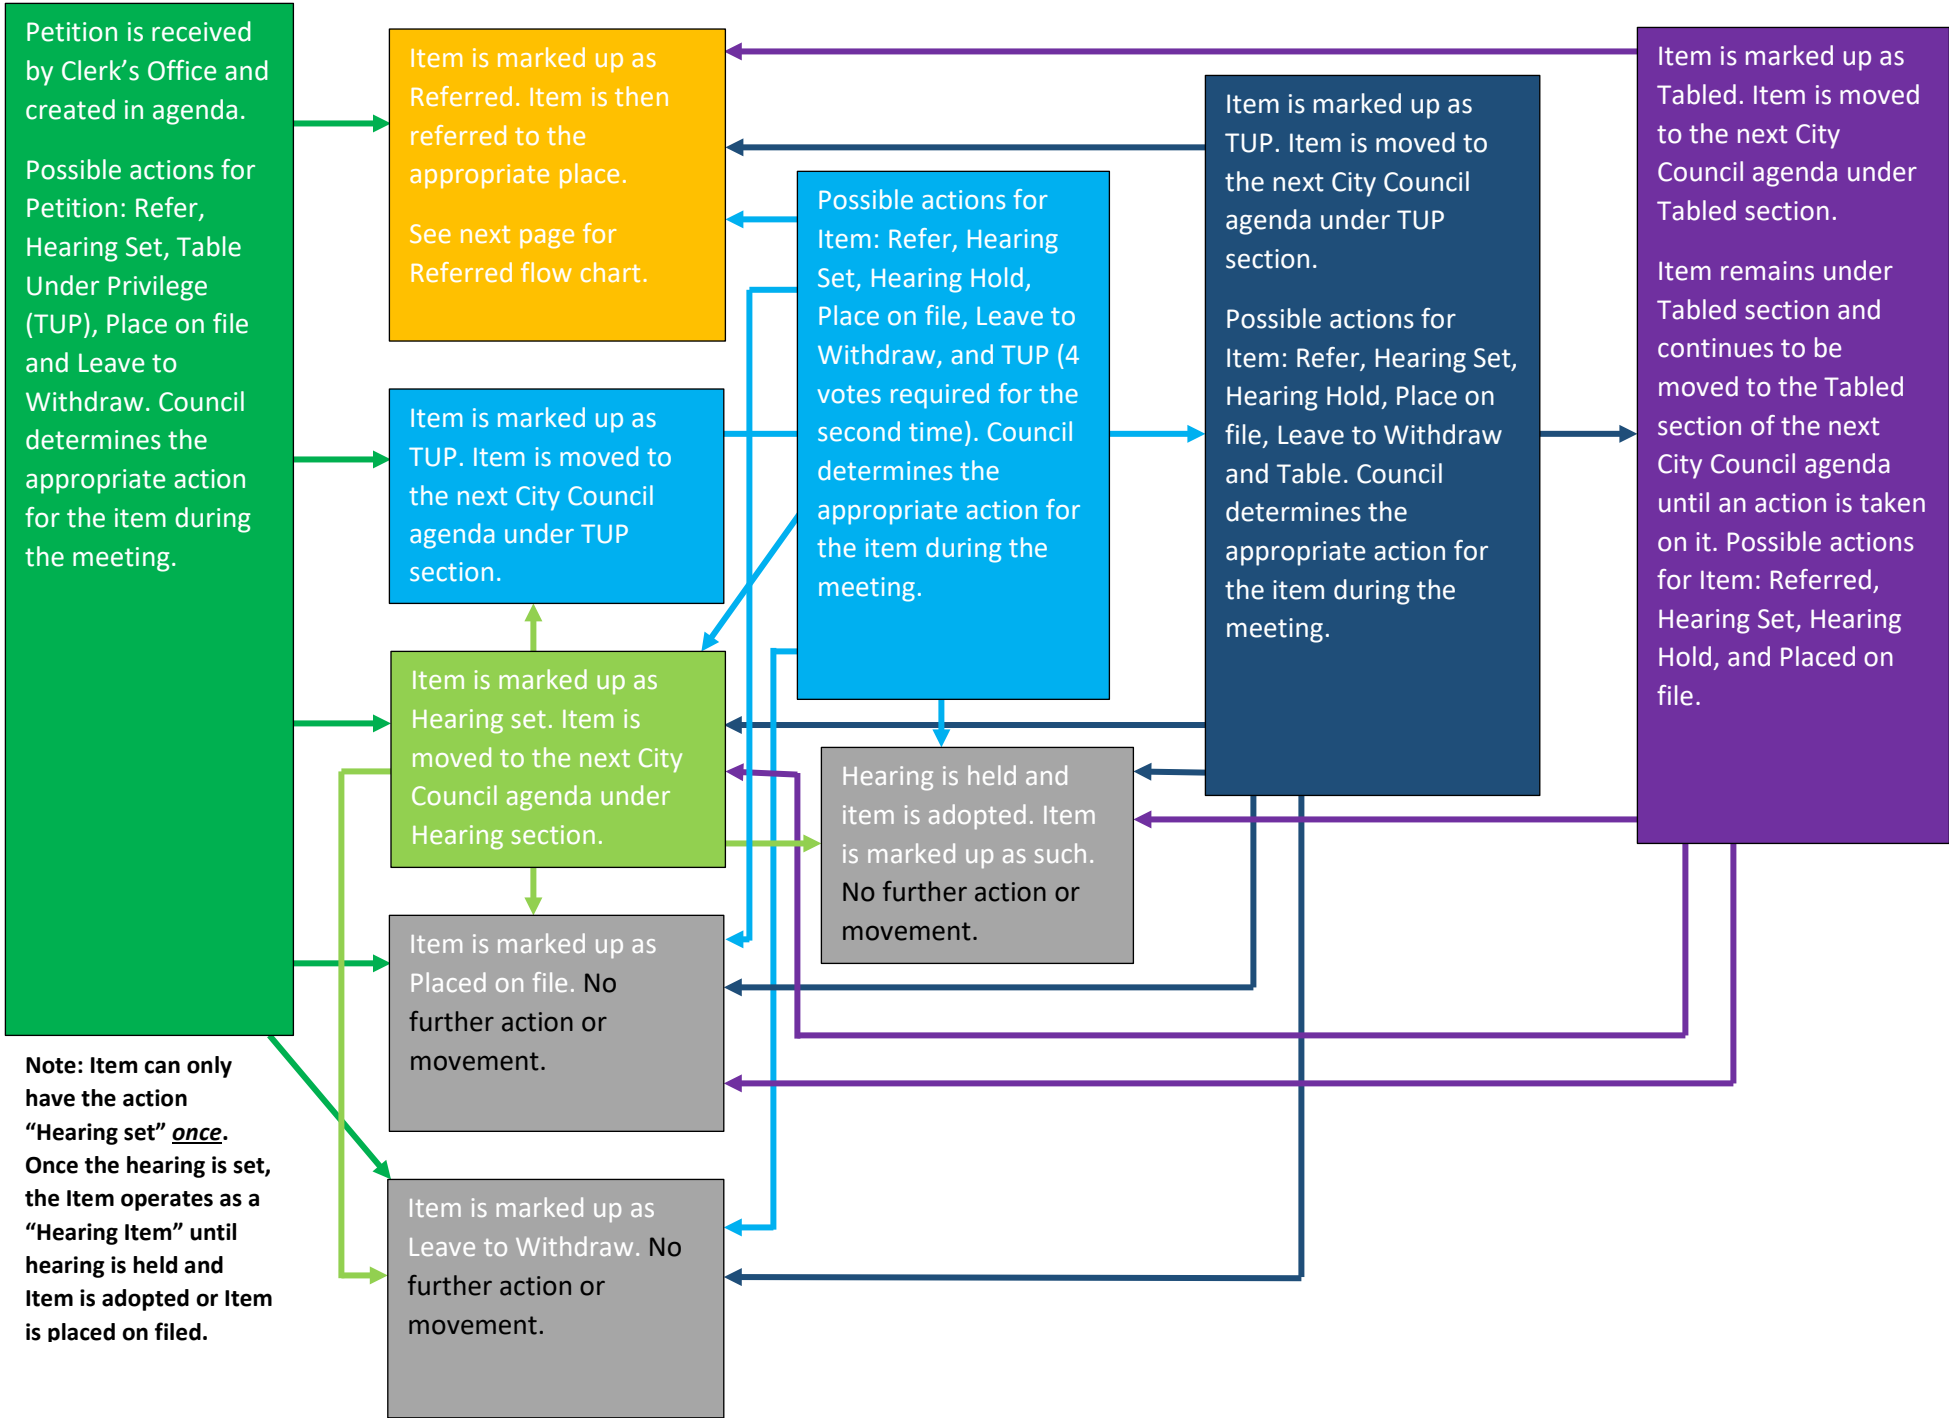 Petition is received
by Clerk’s Office and
created in agenda.
Possible actions for
Petition: Refer,
Hearing Set, Table
Under Privilege
(TUP), Place on file
and Leave to
Withdraw. Council
determines the
appropriate action
for the item during
the meeting.
Note: Item can only
have the action
“Hearing set” once.
Once the hearing is set,
the Item operates as a
“Hearing Item” until
hearing is held and
Item is adopted or Item
is placed on filed.
Item is marked up as
Referred. Item is then
referred to the
appropriate place.
See next page for
Referred flow chart.
Item is marked up as
TUP. Item is moved to
the next City Council
agenda under TUP
section.
Item is marked up as
Hearing set. Item is
moved to the next City
Council agenda under
Hearing section.
Item is marked up as
Placed on file. No
further action or
movement.
Item is marked up as
Leave to Withdraw. No
further action or
movement.
Possible actions for
Item: Refer, Hearing
Set, Hearing Hold,
Place on file, Leave to
Withdraw, and TUP (4
votes required for the
second time). Council
determines the
appropriate action for
the item during the
meeting.
Hearing is held and
item is adopted. Item
is marked up as such.
No further action or
movement.
Item is marked up as
TUP. Item is moved to
the next City Council
agenda under TUP
section.
Possible actions for
Item: Refer, Hearing Set,
Hearing Hold, Place on
file, Leave to Withdraw
and Table. Council
determines the
appropriate action for
the item during the
meeting.
Item is marked up as
Tabled. Item is moved
to the next City
Council agenda under
Tabled section.
Item remains under
Tabled section and
continues to be
moved to the Tabled
section of the next
City Council agenda
until an action is taken
on it. Possible actions
for Item: Referred,
Hearing Set, Hearing
Hold, and Placed on
file.